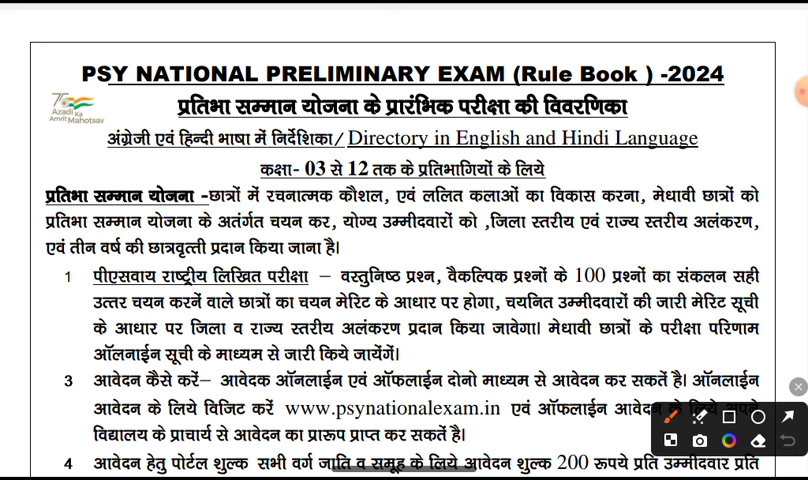 PSY NATIONAL PRELIMINARY EXAM (Rule Book ) -2024
प्रतिभा सम्मान योजना के प्रारंभिक परीक्षा की विवरणिका
Azadi Ka
Amrit Mahotsav
अंग्रेजी एवं हिन्दी भाषा में निर्देशिका/ Directory in English and Hindi Language
कक्षा- 03 से 12 तक के प्रतिभागियों के लिये
प्रतिभा सम्मान योजना -छात्रों में रचनात्मक कौशल, एवं ललित कलाओं का विकास करना, मेधावी छात्रों को
प्रतिभा सम्मान योजना के अतंर्गत चयन कर, योग्य उम्मीदवारों को ,जिला स्तरीय एवं राज्य स्तरीय अलंकरण,
एवं तीन वर्ष की छात्रवृत्ती प्रदान किया जाना है।
1 पीएसवाय राष्ट्रीय लिखित परीक्षा – वस्तुनिष्ठ प्रश्न, वैकल्पिक प्रश्नों के 100 प्रश्नों का संकलन सही
उत्तर चयन करनें वाले छात्रों का चयन मेरिट के आधार पर होगा, चयनित उम्मीदवारों की जारी मेरिट सूची
के आधार पर जिला व राज्य स्तरीय अलंकरण प्रदान किया जावेगा। मेधावी छात्रों के परीक्षा परिणाम
ऑलनाईन सूची के माध्यम से जारी किये जायेंगें।
3 आवेदन कैसे करें– आवेदक ऑनलाईन एवं ऑफलाईन दोनो माध्यम से आवेदन कर सकतें है। ऑनलाईन
आवेदन के लिये विजिट करें www.psynationalexam.in एवं ऑफलाईन आवेदन के लिये अपने
विद्यालय के प्राचार्य से आवेदन का प्रारूप प्राप्त कर सकतें है।
4 आवेदन हेतु पोर्टल शुल्क सभी वर्ग जाति व समूह के लिये आवेदन शुल्क 200 रूपये प्रति उम्मीदवार प्रति